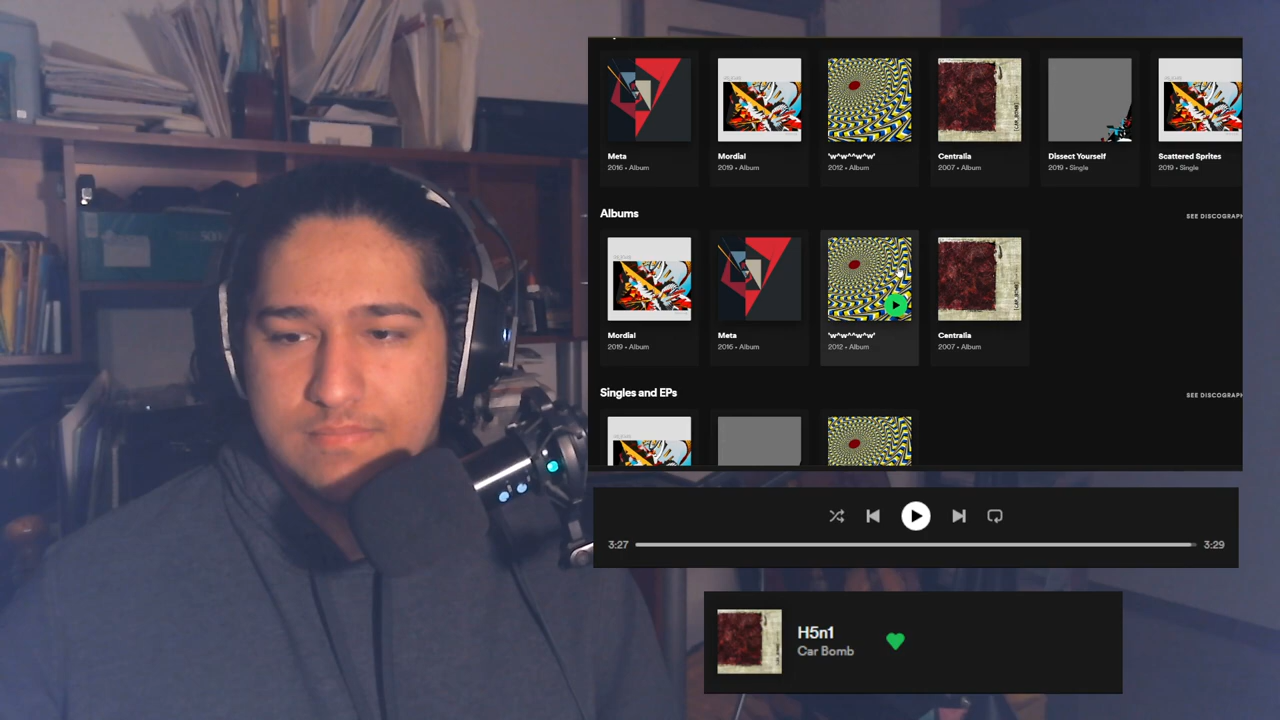 Meta
2016 • Album
Mordial
2019 • Album
'w^w^^w^w'
2012 • Album
Centralia
2007 • Album
Dissect Yourself
2019 • Single
Scattered Sprites
2019 • Single
Albums
SEE DISCOGRAPH
Mordial
2019 • Album
Meta
2016 • Album
'w^w^^w^w'
2012 • Album
Centralia
2007 • Album
Singles and EPs
SEE DISCOGRAPH
3:27
3:29
H5n1
Car Bomb